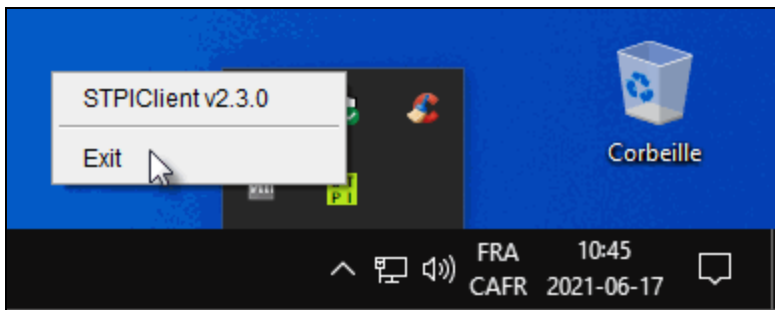 STPIClient v2.3.0
Exit
P I
Corbeille
FRA
CAFR
10:45
2021-06-17